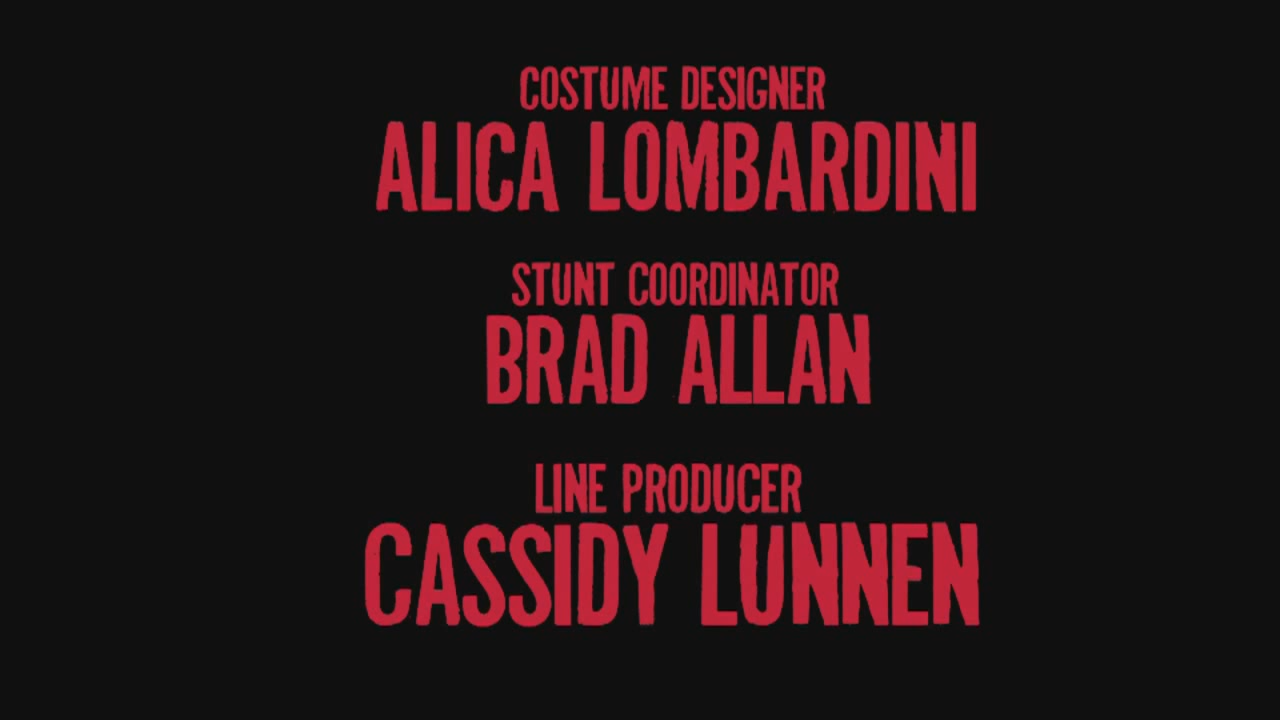 COSTUME DESIGNER
ALICA LOMBARDINI
STUNT COORDINATOR
BRAD ALLAN
LINE PRODUCER
CASSIDY LUNNEN